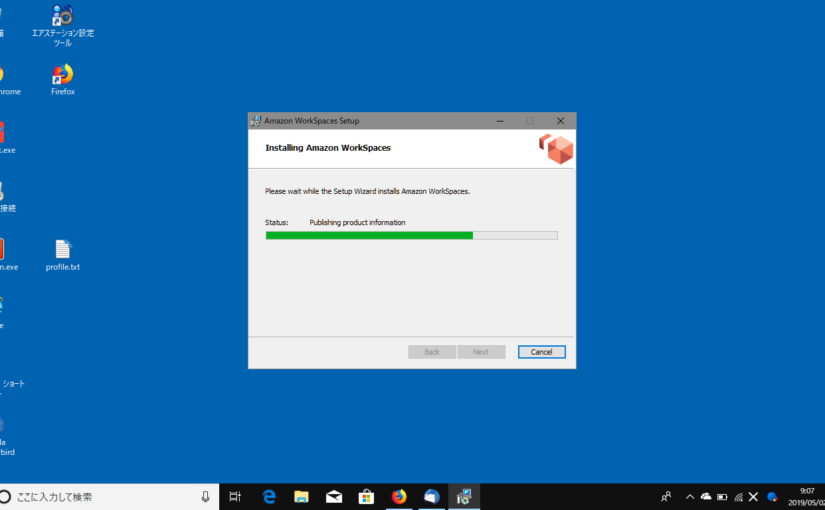 エアステーション設定
ツール
hrome
Firefox
.exe
接続
n.exe
profile.txt
e
ショート
la
rbird
Amazon WorkSpaces Setup
Installing Amazon WorkSpaces
Please wait while the Setup Wizard installs Amazon WorkSpaces.
Status: Publishing product information
Back Next Cancel
ここに入力して検索
9:07
2019/05/02